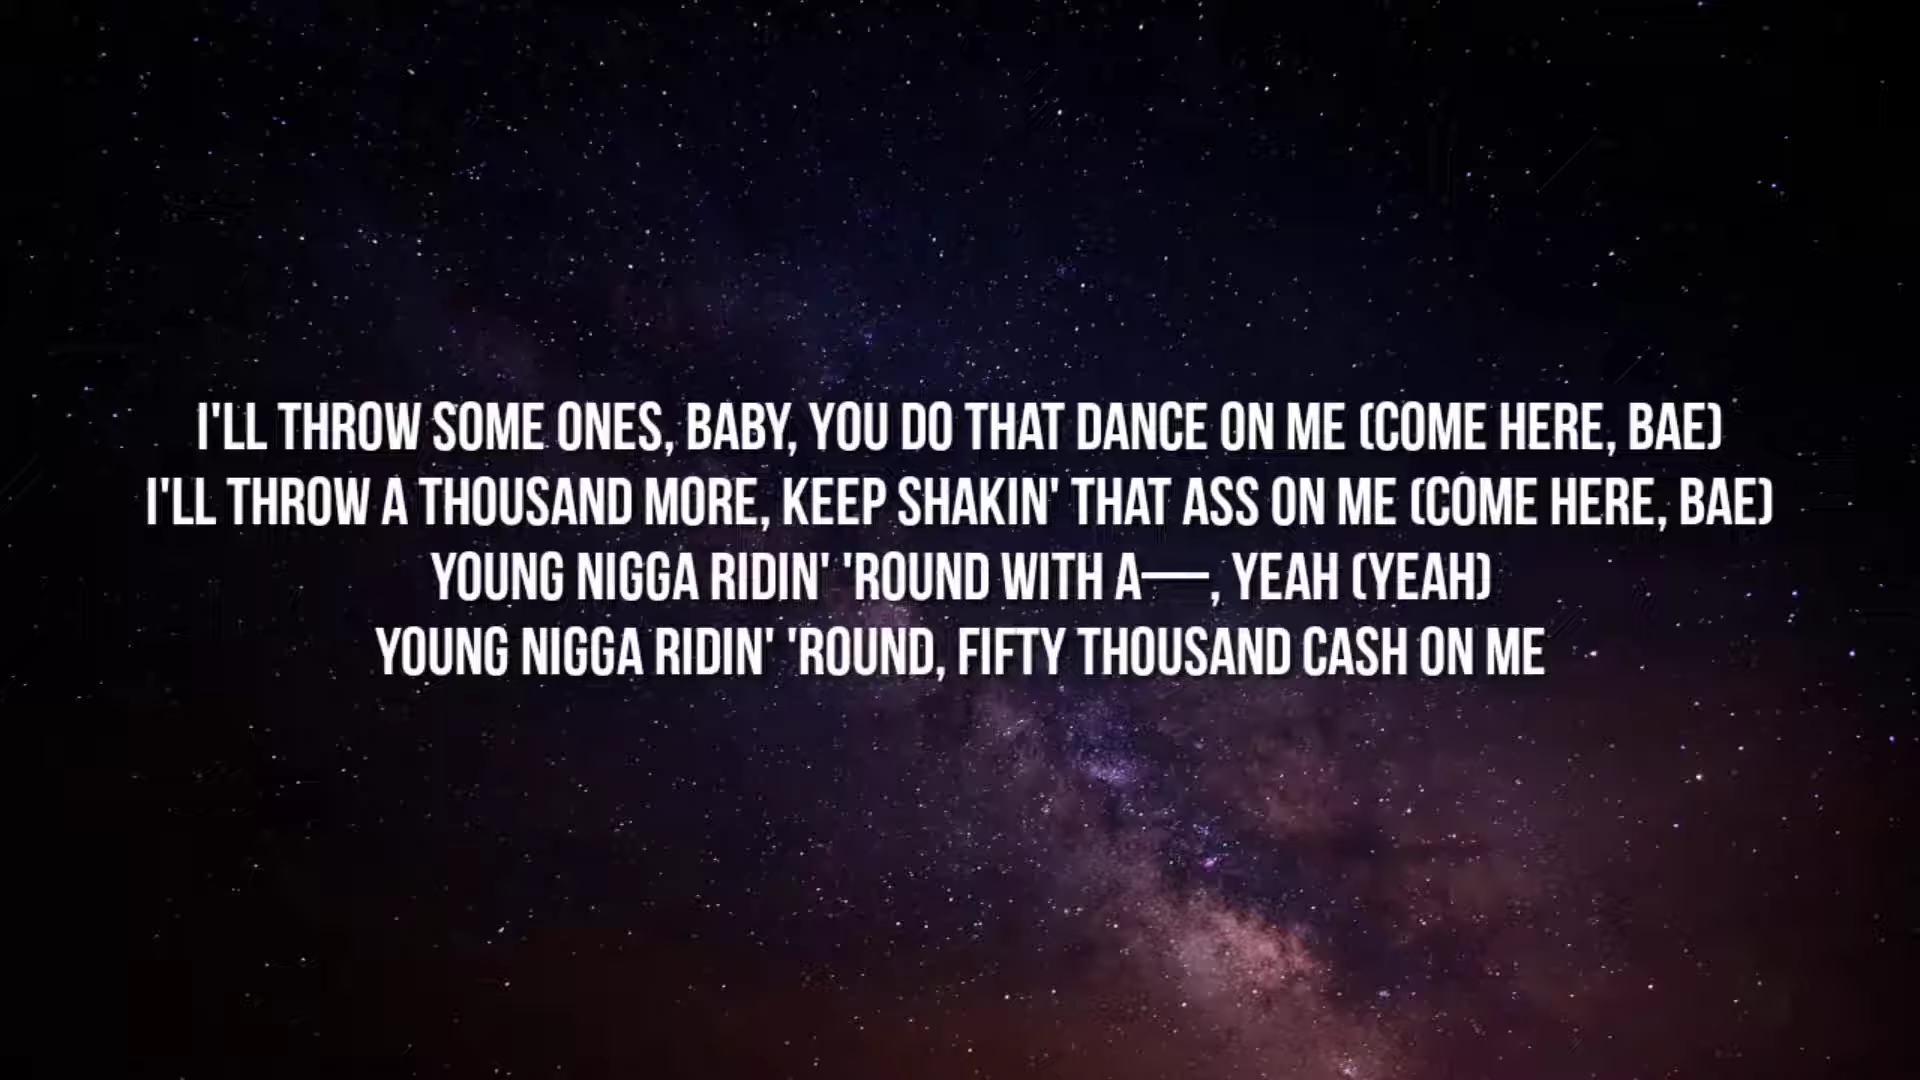 I'LL THROW SOME ONES, BABY, YOU DO THAT DANCE ON ME (COME HERE, BAE)
I'LL THROW A THOUSAND MORE, KEEP SHAKIN' THAT ASS ON ME (COME HERE, BAE)
YOUNG NIGGA RIDIN' 'ROUND WITH A——, YEAH (YEAH)
YOUNG NIGGA RIDIN' 'ROUND, FIFTY THOUSAND CASH ON ME